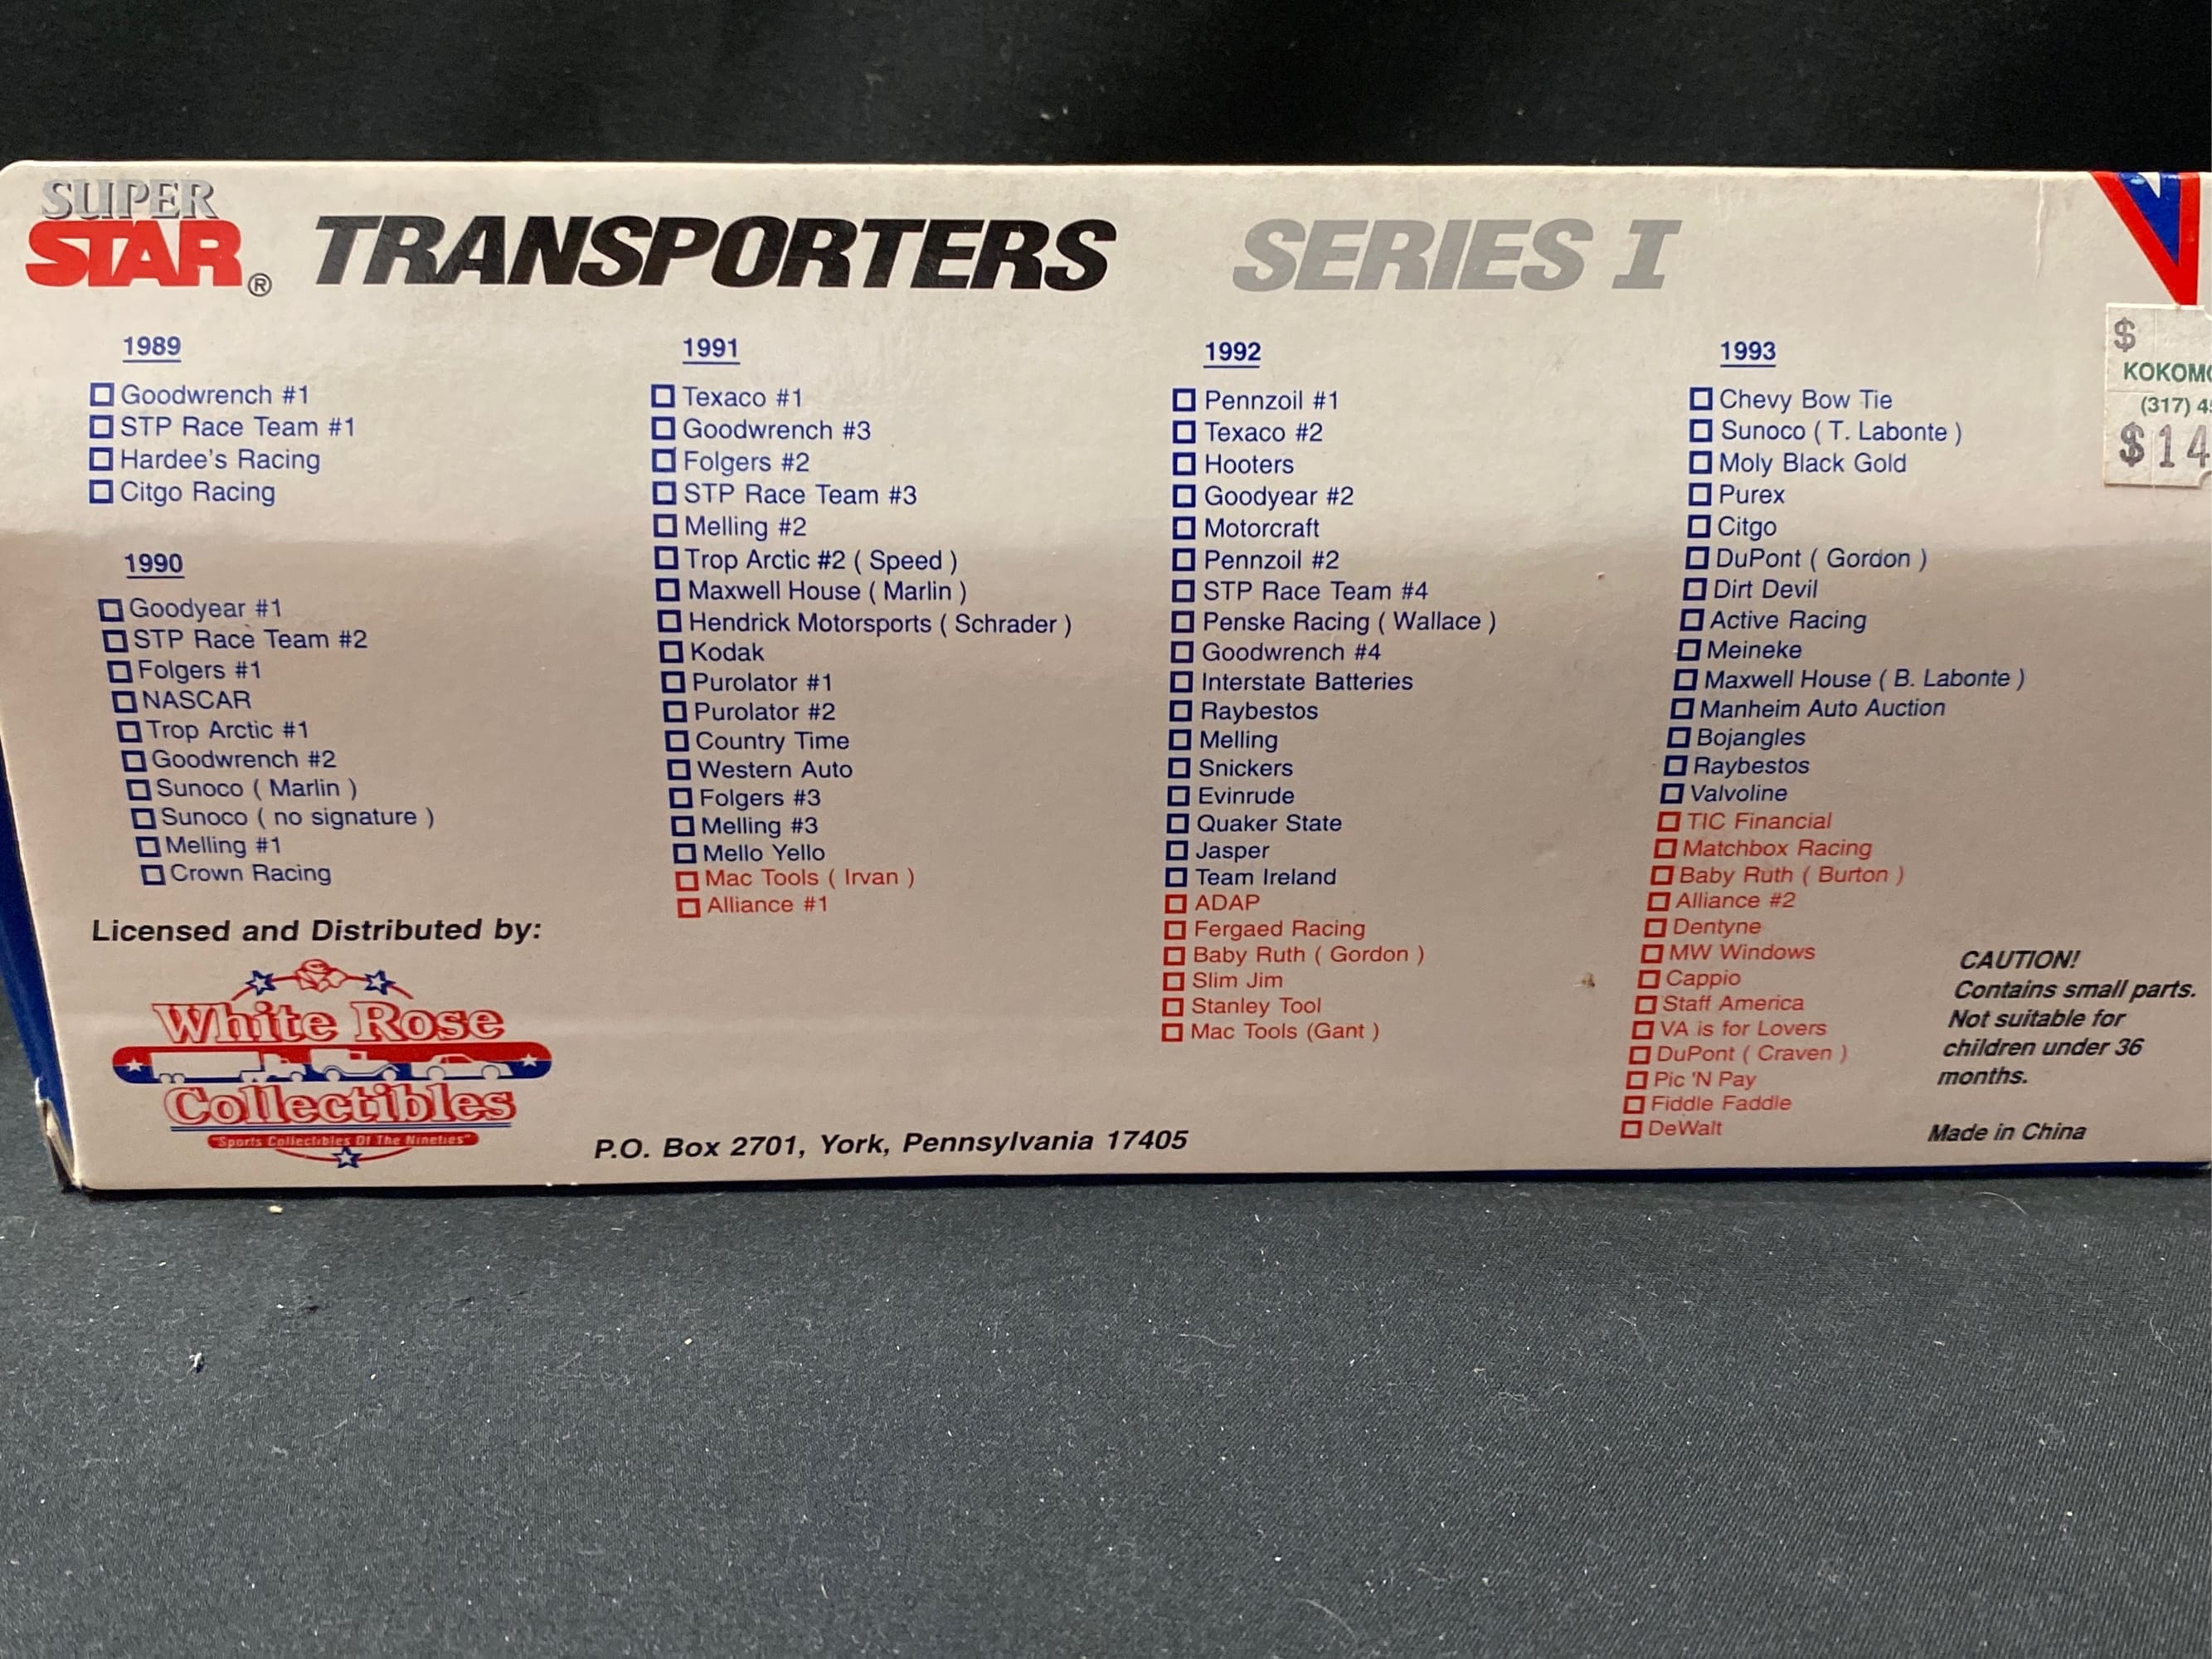 SUPER
STAR®
TRANSPORTERS SERIES I
1989
Goodwrench #1
STP Race Team #1
Hardee's Racing
Citgo Racing
1990
Goodyear #1
STP Race Team #2
Folgers #1
NASCAR
Trop Arctic #1
Goodwrench #2
Sunoco ( Marlin )
Sunoco ( no signature )
Melling #1
Crown Racing
Licensed and Distributed by:
White Rose
Collectibles
"Sports Collectibles Of The Nineties"
1991
Texaco #1
Goodwrench #3
Folgers #2
STP Race Team #3
Melling #2
Trop Arctic #2 ( Speed )
Maxwell House ( Marlin )
Hendrick Motorsports ( Schrader )
Kodak
Purolator #1
Purolator #2
Country Time
Western Auto
Folgers #3
Melling #3
Mello Yello
Mac Tools ( Irvan )
Alliance #1
P.O. Box 2701, York, Pennsylvania 17405
1992
Pennzoil #1
Texaco #2
Hooters
Goodyear #2
Motorcraft
Pennzoil #2
STP Race Team #4
Penske Racing ( Wallace )
Goodwrench #4
Interstate Batteries
Raybestos
Melling
Snickers
Evinrude
Quaker State
Jasper
Team Ireland
ADAP
Fergaed Racing
Baby Ruth ( Gordon )
Slim Jim
Stanley Tool
Mac Tools (Gant )
1993
Chevy Bow Tie
Sunoco ( T. Labonte )
Moly Black Gold
Purex
Citgo
DuPont ( Gordon )
Dirt Devil
Active Racing
Meineke
Maxwell House ( B. Labonte )
Manheim Auto Auction
Bojangles
Raybestos
Valvoline
TIC Financial
Matchbox Racing
Baby Ruth ( Burton )
Alliance #2
Dentyne
MW Windows
Cappio
Staff America
VA is for Lovers
DuPont ( Craven )
Pic 'N Pay
Fiddle Faddle
DeWalt
CAUTION!
Contains small parts.
Not suitable for
children under 36
months.
Made in China
$
KOKOMO
(317) 4
$14